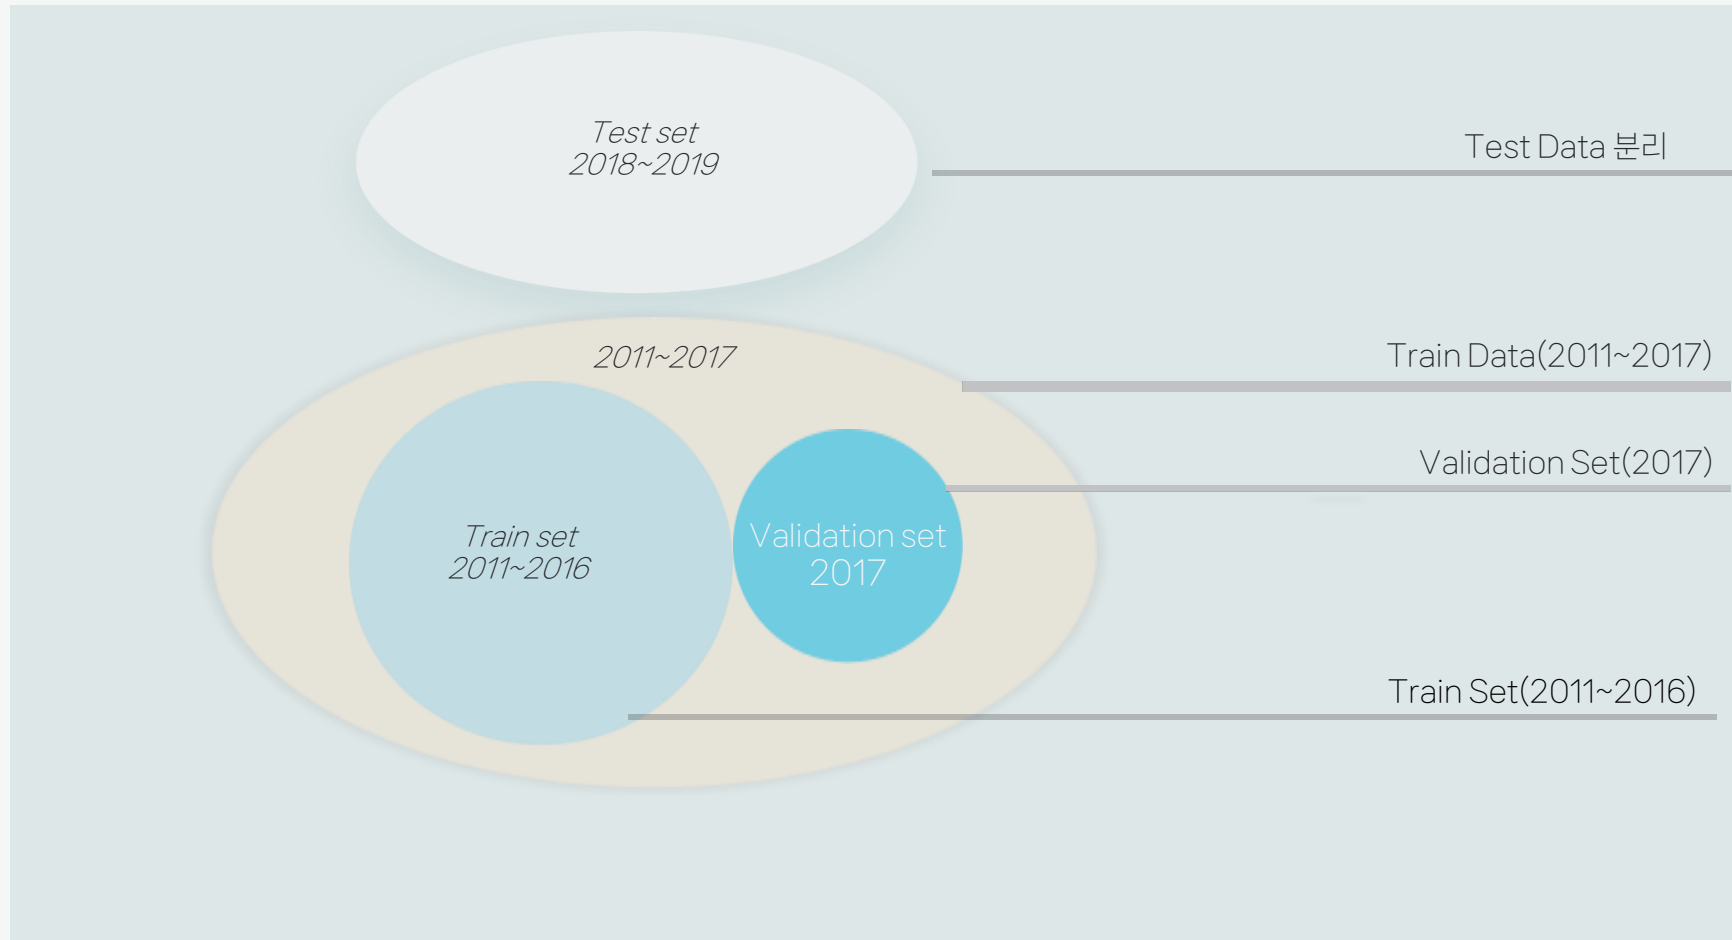 Test set
2018~2019
Test Data 분리
2011~2017
Train Data(2011~2017)
Validation Set(2017)
Train set
2011~2016
Validation set
2017
Train Set(2011~2016)